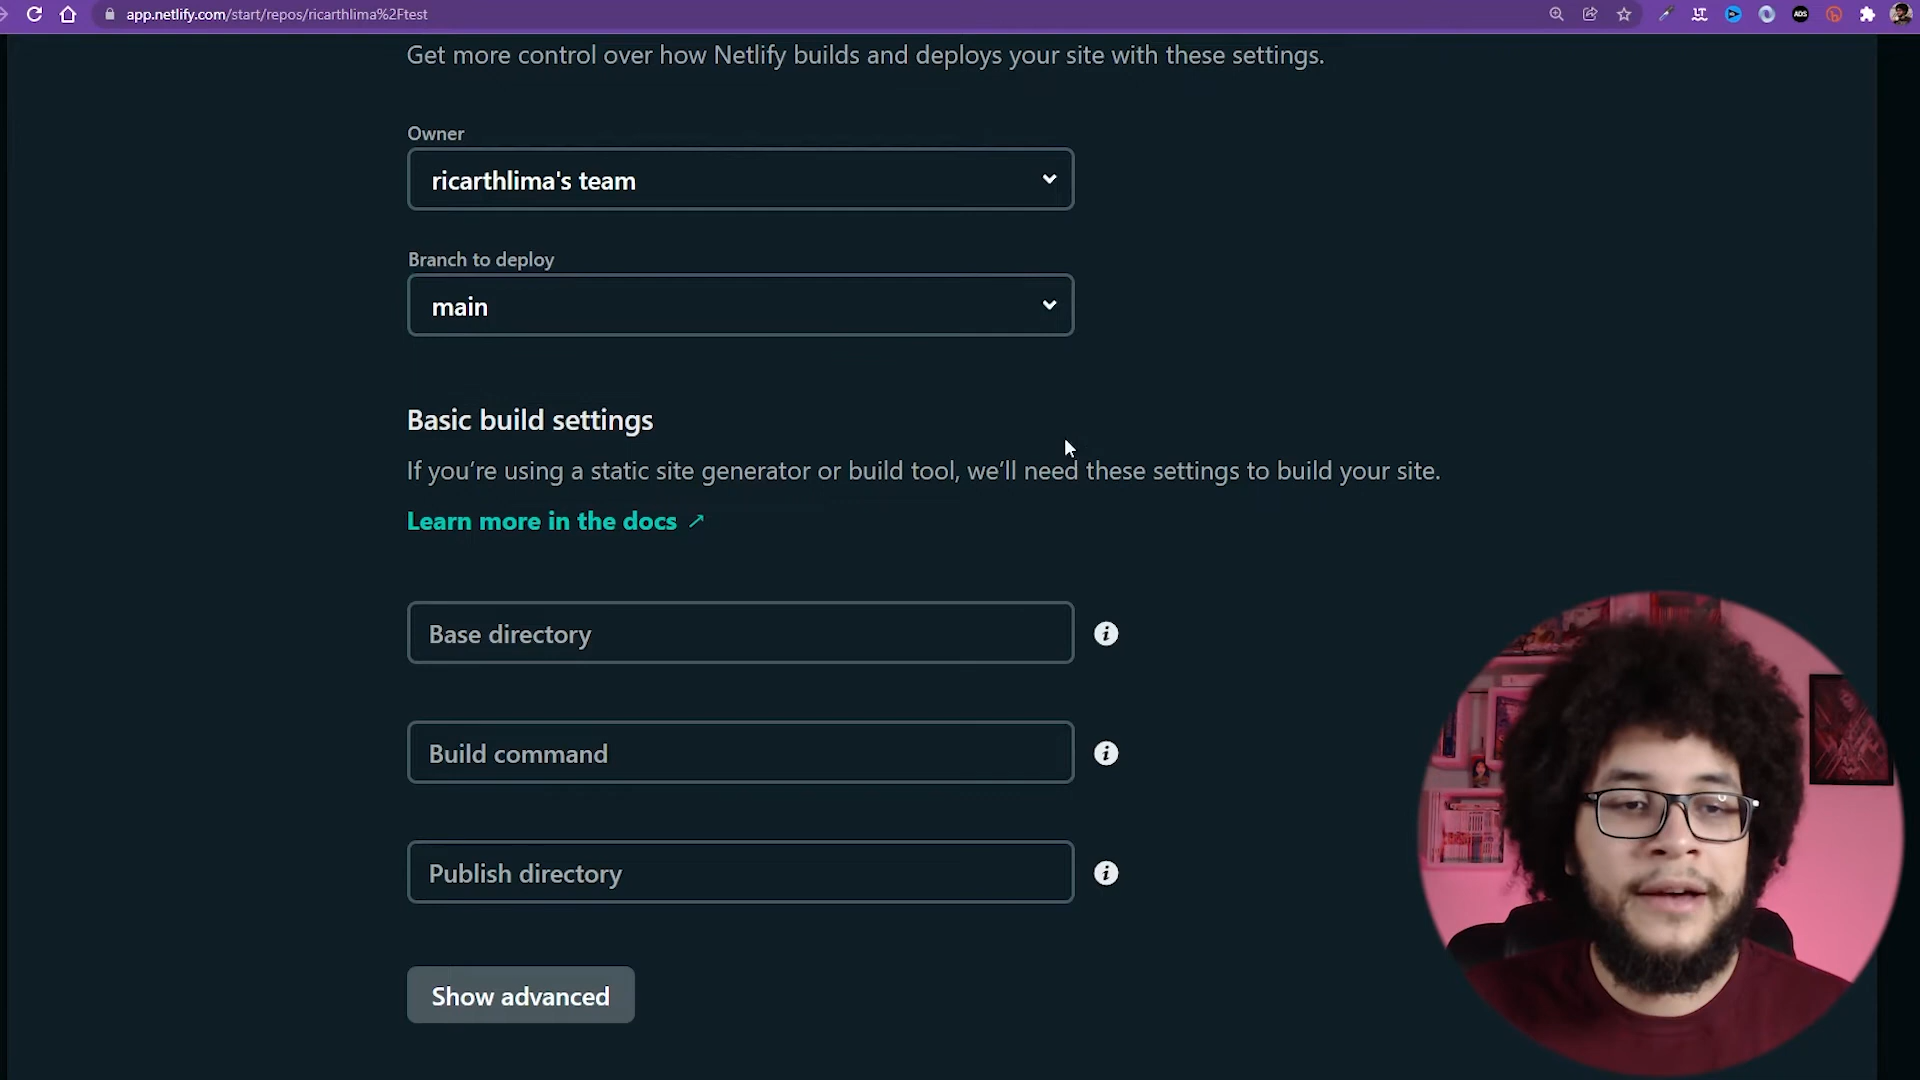 app.netlify.com/start/repos/ricarthlima%2Ftest
Get more control over how Netlify builds and deploys your site with these settings.
Owner
ricarthlima's team
Branch to deploy
main
Basic build settings
If you’re using a static site generator or build tool, we’ll need these settings to build your site.
Learn more in the docs ↗
Base directory
Build command
Publish directory
Show advanced